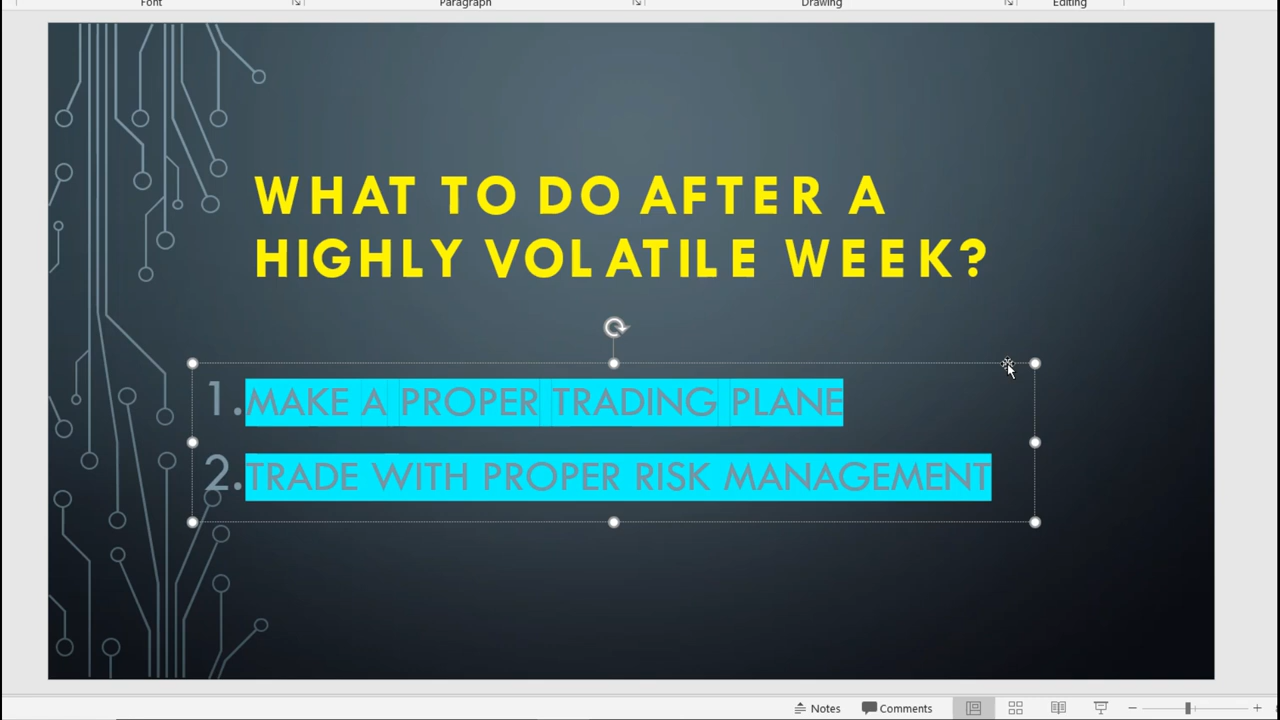 Font Paragraph Drawing Editing
WHAT TO DO AFTER A
HIGHLY VOLATILE WEEK?
1. MAKE A PROPER TRADING PLANE
2. TRADE WITH PROPER RISK MANAGEMENT
Notes Comments